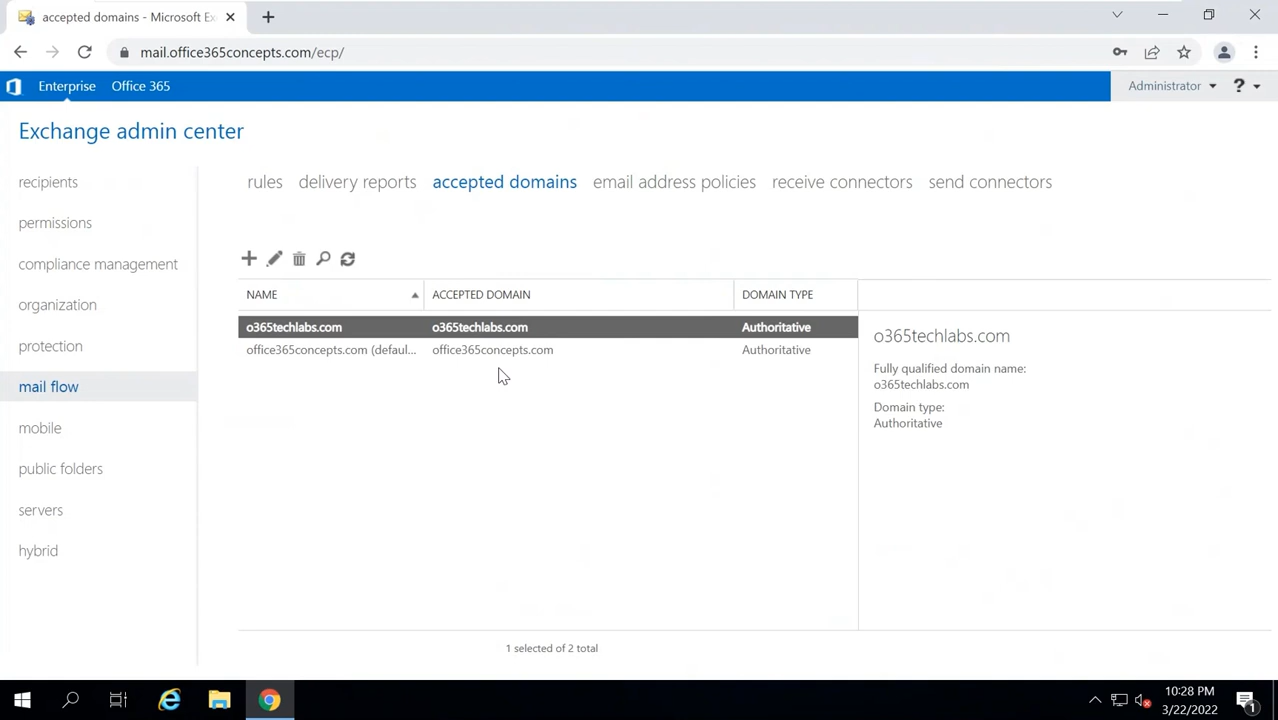 accepted domains - Microsoft Ex
mail.office365concepts.com/ecp/
Enterprise Office 365
Administrator ?
Exchange admin center
recipients
permissions
compliance management
organization
protection
mail flow
mobile
public folders
servers
hybrid
rules delivery reports accepted domains email address policies receive connectors send connectors
NAME ACCEPTED DOMAIN DOMAIN TYPE
o365techlabs.com o365techlabs.com Authoritative
office365concepts.com (defaul... office365concepts.com Authoritative
o365techlabs.com
Fully qualified domain name:
o365techlabs.com
Domain type:
Authoritative
1 selected of 2 total
10:28 PM
3/22/2022
1